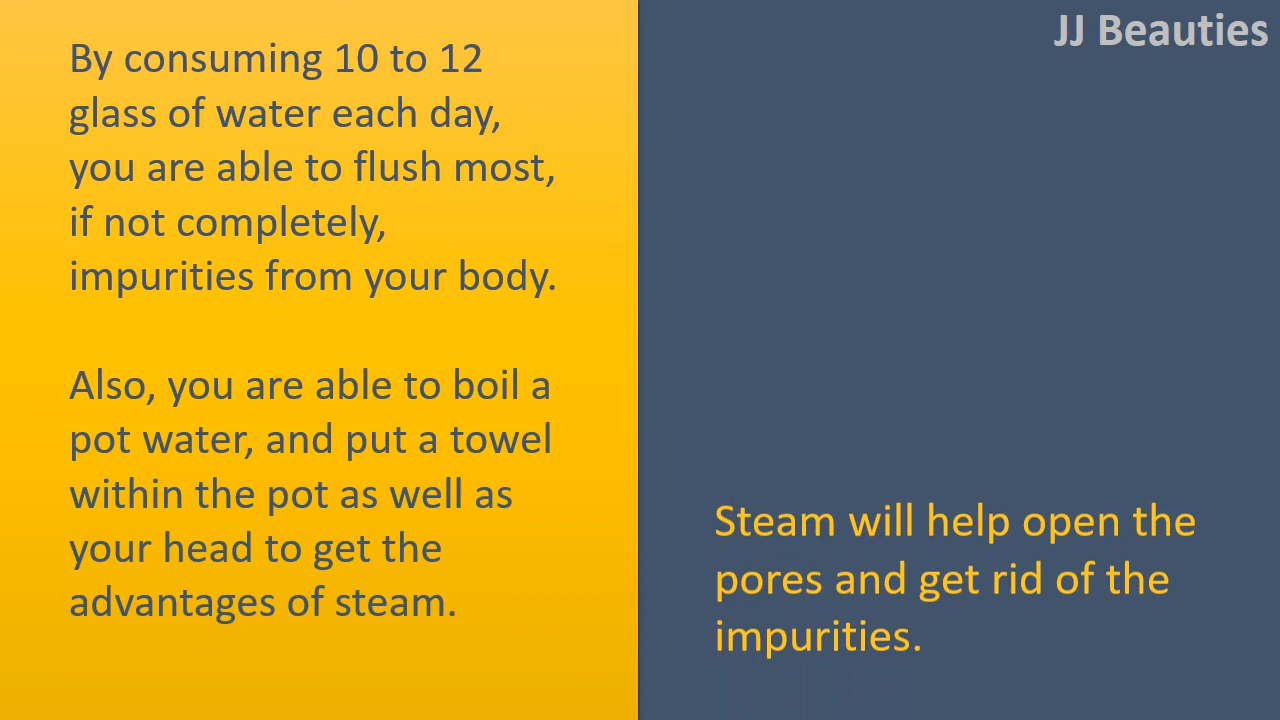 By consuming 10 to 12
glass of water each day,
you are able to flush most,
if not completely,
impurities from your body.
Also, you are able to boil a
pot water, and put a towel
within the pot as well as
your head to get the
advantages of steam.
JJ Beauties
Steam will help open the
pores and get rid of the
impurities.